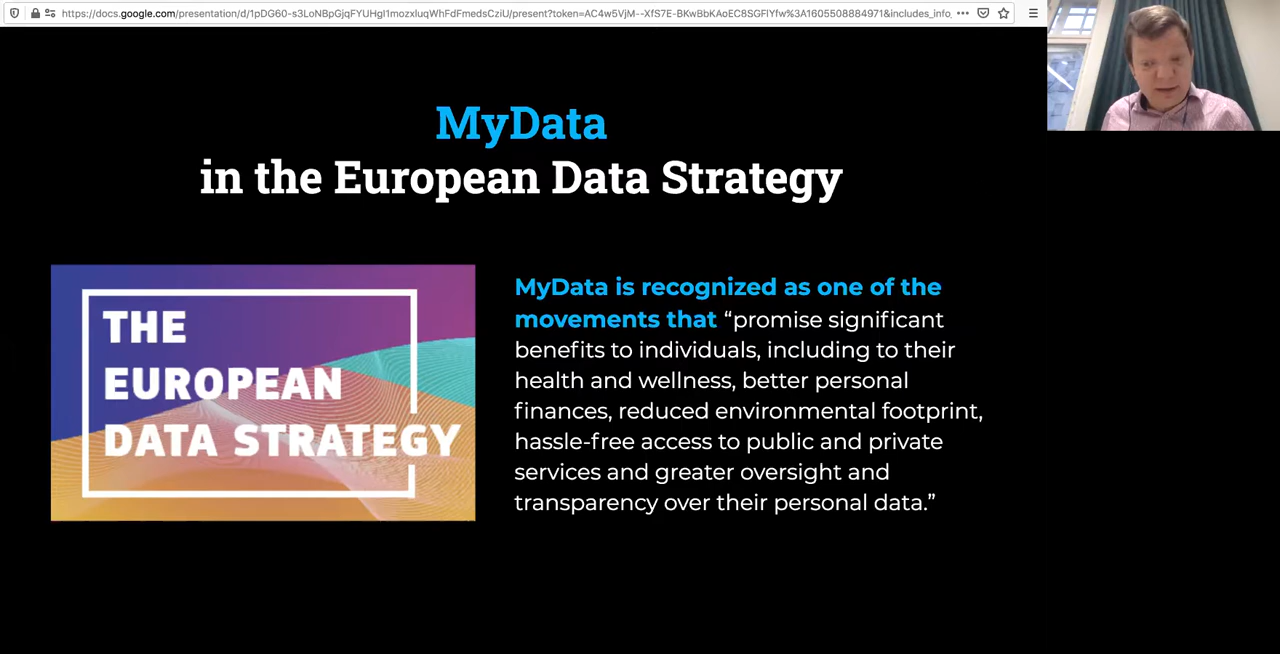 https://docs.google.com/presentation/d/1pDG60-s3LoNBpGjqFYUHgI1mozxluqWhFdFmedsCziU/present?token=AC4w5VjM--XfS7E-BKwBbKAoEC8SGFlYfw%3A1605508884971&includes_info_
MyData
in the European Data Strategy
THE
EUROPEAN
DATA STRATEGY
MyData is recognized as one of the
movements that “promise significant
benefits to individuals, including to their
health and wellness, better personal
finances, reduced environmental footprint,
hassle-free access to public and private
services and greater oversight and
transparency over their personal data.”